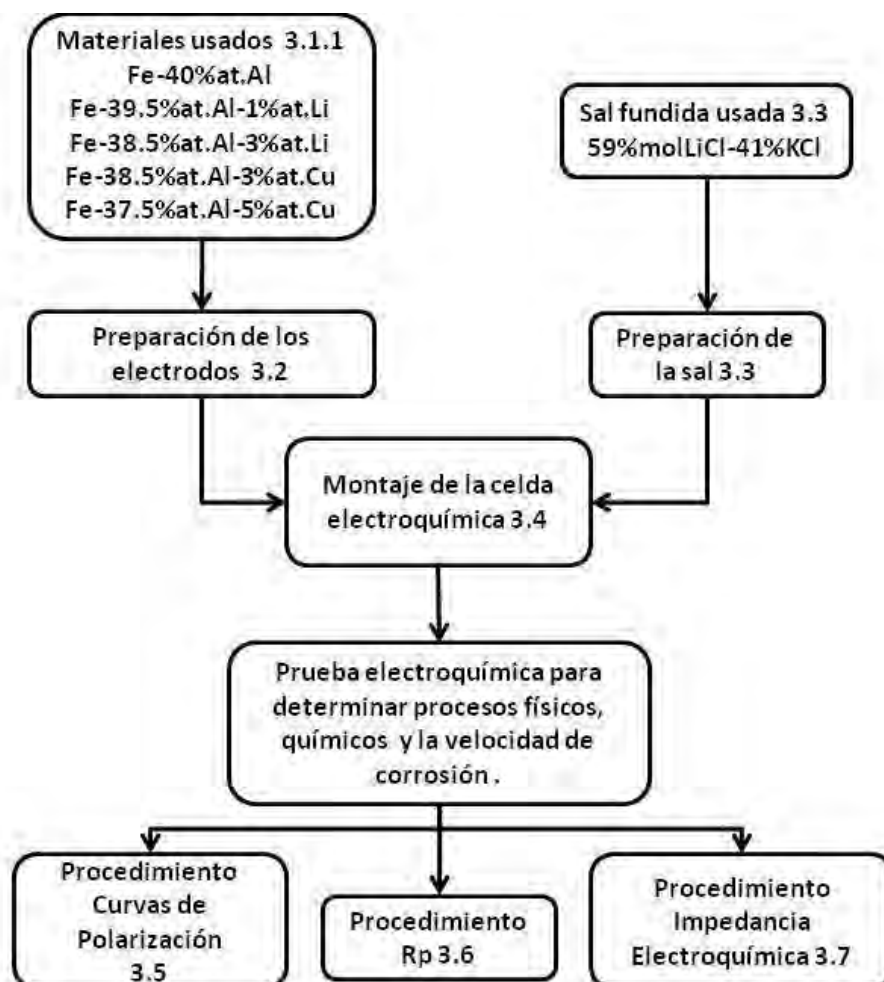 Materiales usados 3.1.1
Fe-40%at.Al
Fe-39.5%at.Al-1%at.Li
Fe-38.5%at.Al-3%at.Li
Fe-38.5%at.Al-3%at.Cu
Fe-37.5%at.Al-5%at.Cu
Sal fundida usada 3.3
59%molLiCl-41%KCl
Preparación de los
electrodos 3.2
Preparación de
la sal 3.3
Montaje de la celda
electroquímica 3.4
Prueba electroquímica para
determinar procesos físicos,
químicos y la velocidad de
corrosión .
Procedimiento
Curvas de
Polarización
3.5
Procedimiento
Rp 3.6
Procedimiento
Impedancia
Electroquímica 3.7